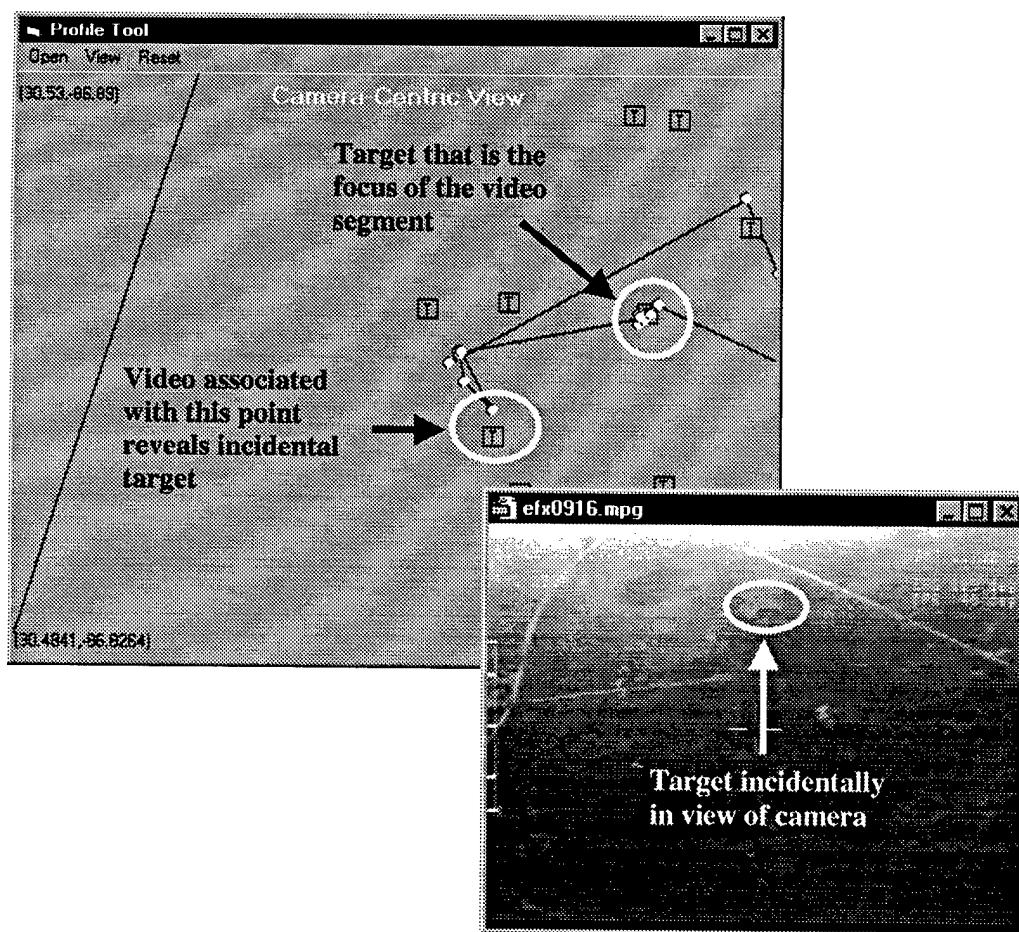 Profile Tool
Open View Reset
(30.53,-86.89)
Camera Centric View
Target that is the
focus of the video
segment
T
T
T
T
T
T
Video associated
with this point
reveals incidental
target
T
(30.4841,-86.8264)
efx0916.mpg
Target incidentally
in view of camera